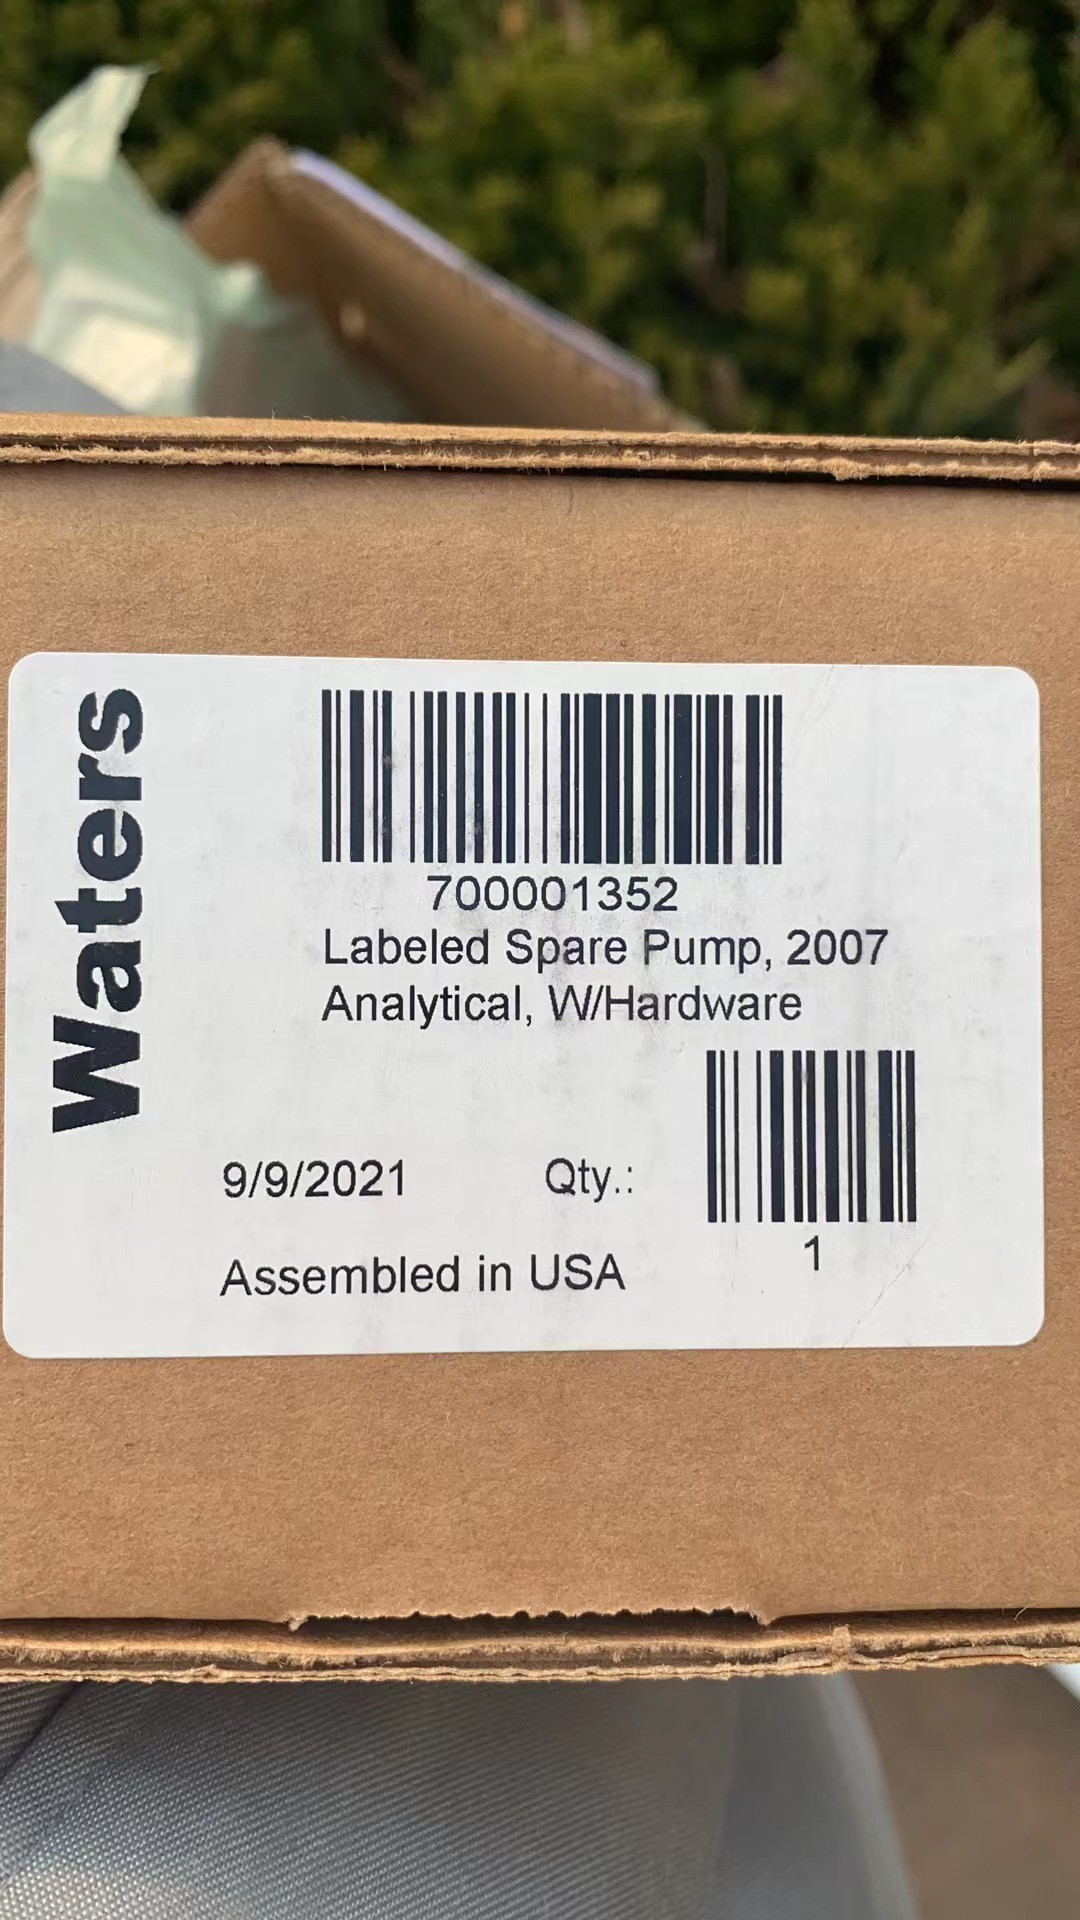 Waters
700001352
Labeled Spare Pump, 2007
Analytical, W/Hardware
9/9/2021
Qty.:
1
Assembled in USA